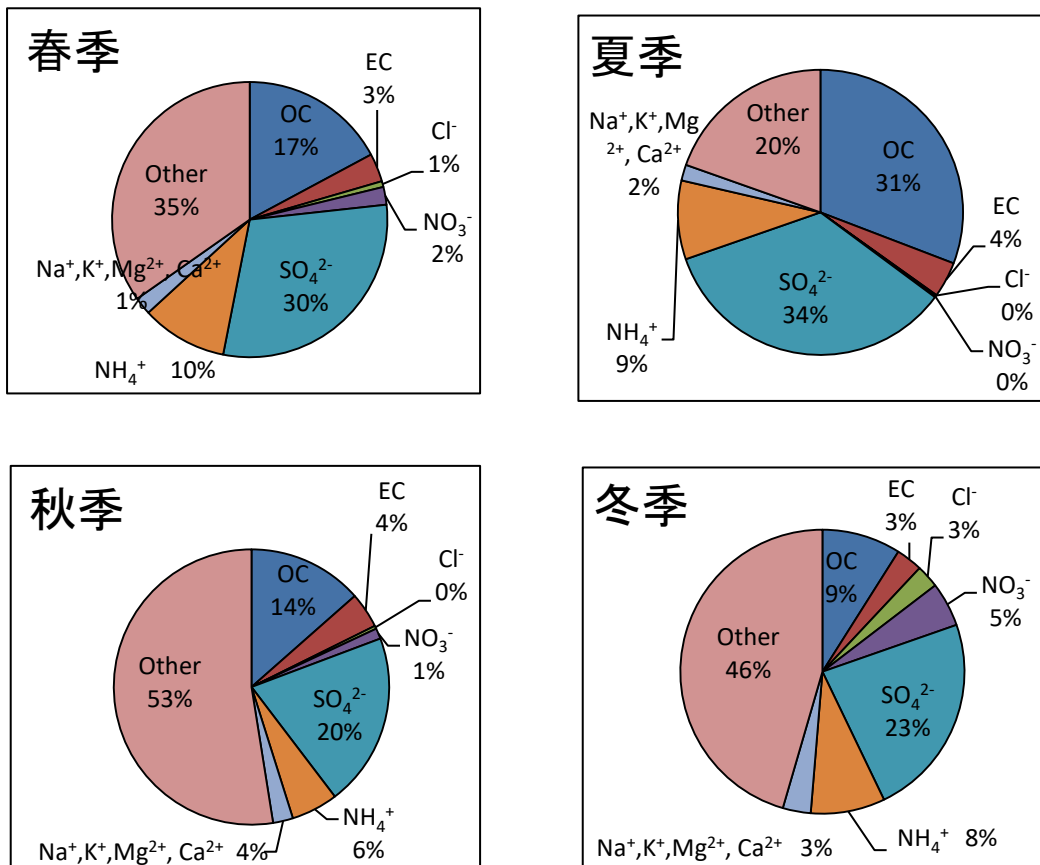 春季
OC
17%
EC
3%
Cl⁻
1%
NO₃⁻
2%
SO₄²⁻
30%
NH₄⁺ 10%
Na⁺,K⁺,Mg²⁺, Ca²⁺
1%
Other
35%
夏季
OC
31%
EC
4%
Cl⁻
0%
NO₃⁻
0%
SO₄²⁻
34%
NH₄⁺
9%
Na⁺,K⁺,Mg
²⁺, Ca²⁺
2%
Other
20%
秋季
OC
14%
EC
4%
Cl⁻
0%
NO₃⁻
1%
SO₄²⁻
20%
NH₄⁺
6%
Na⁺,K⁺,Mg²⁺, Ca²⁺ 4%
Other
53%
冬季
OC
9%
EC
3%
Cl⁻
3%
NO₃⁻
5%
SO₄²⁻
23%
NH₄⁺ 8%
Na⁺,K⁺,Mg²⁺, Ca²⁺ 3%
Other
46%